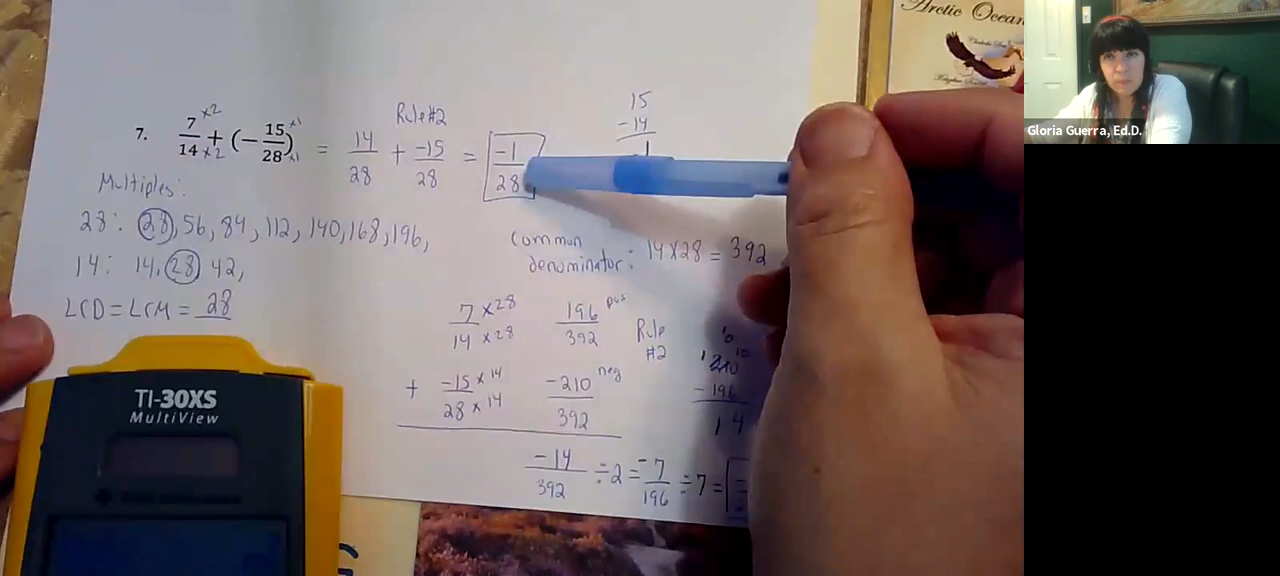 Arctic Ocean
Gloria Guerra, Ed.D.
7. 7/14 ×2 ×2 + (- 15/28) ×1 ×1 = 14/28 + -15/28 = -1/28
Rule #2
15
-14
1
Multiples:
28: 28, 56, 84, 112, 140, 168, 196,
14: 14, 28, 42,
LCD = LCM = 28
common
denominator: 14 × 28 = 392
7/14 ×28 ×28 196/392 pos
Rule
#2
+ -15/28 ×14 ×14 -210/392 neg
210
-196
14
-14/392 ÷ 2 = -7/196 ÷ 7 =
TI-30XS
MultiView